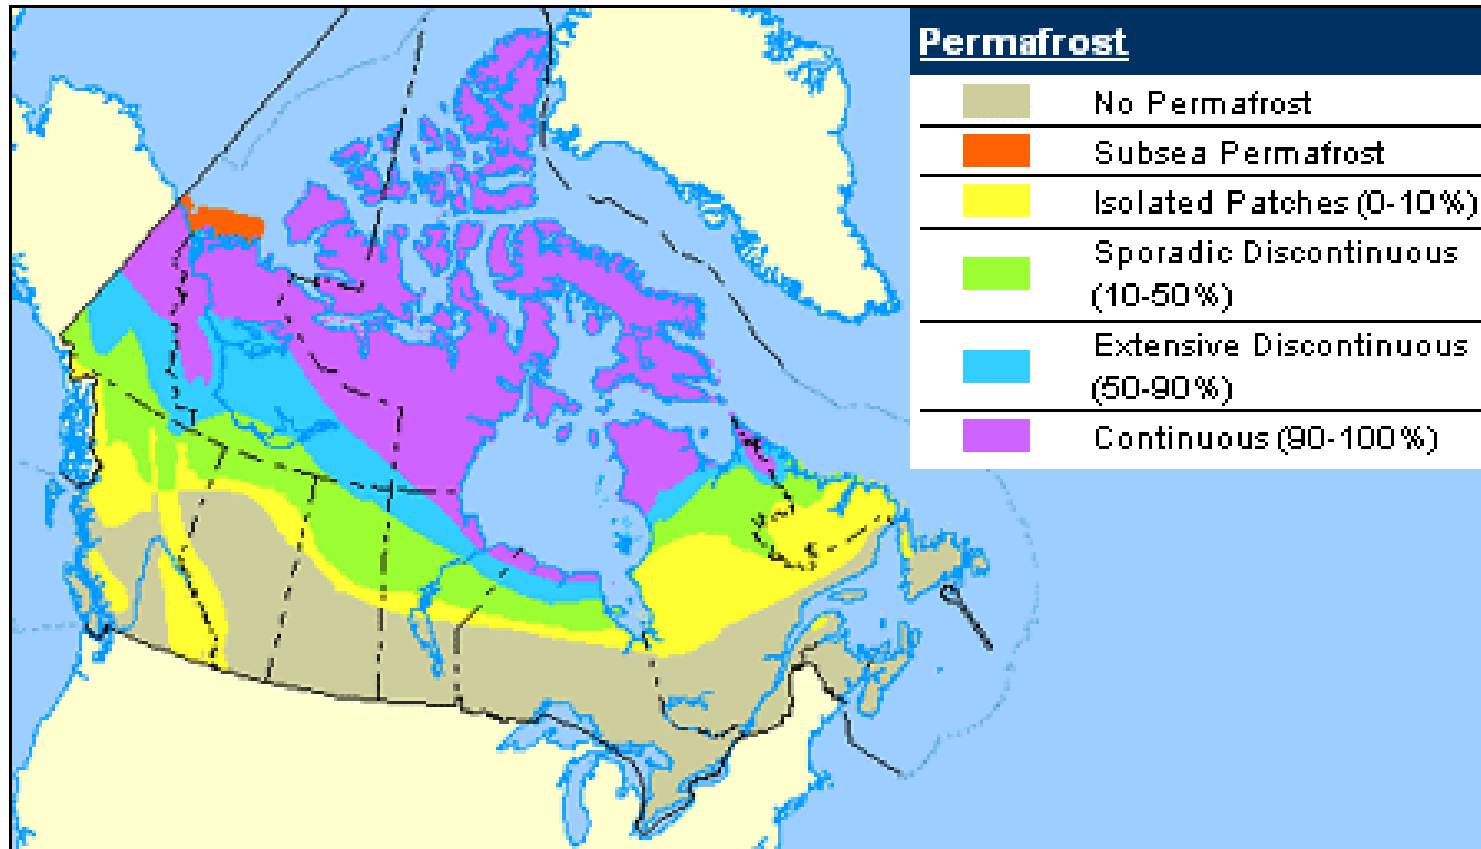 Permafrost
No Permafrost
Subsea Permafrost
Isolated Patches (0-10%)
Sporadic Discontinuous
(10-50%)
Extensive Discontinuous
(50-90%)
Continuous (90-100%)